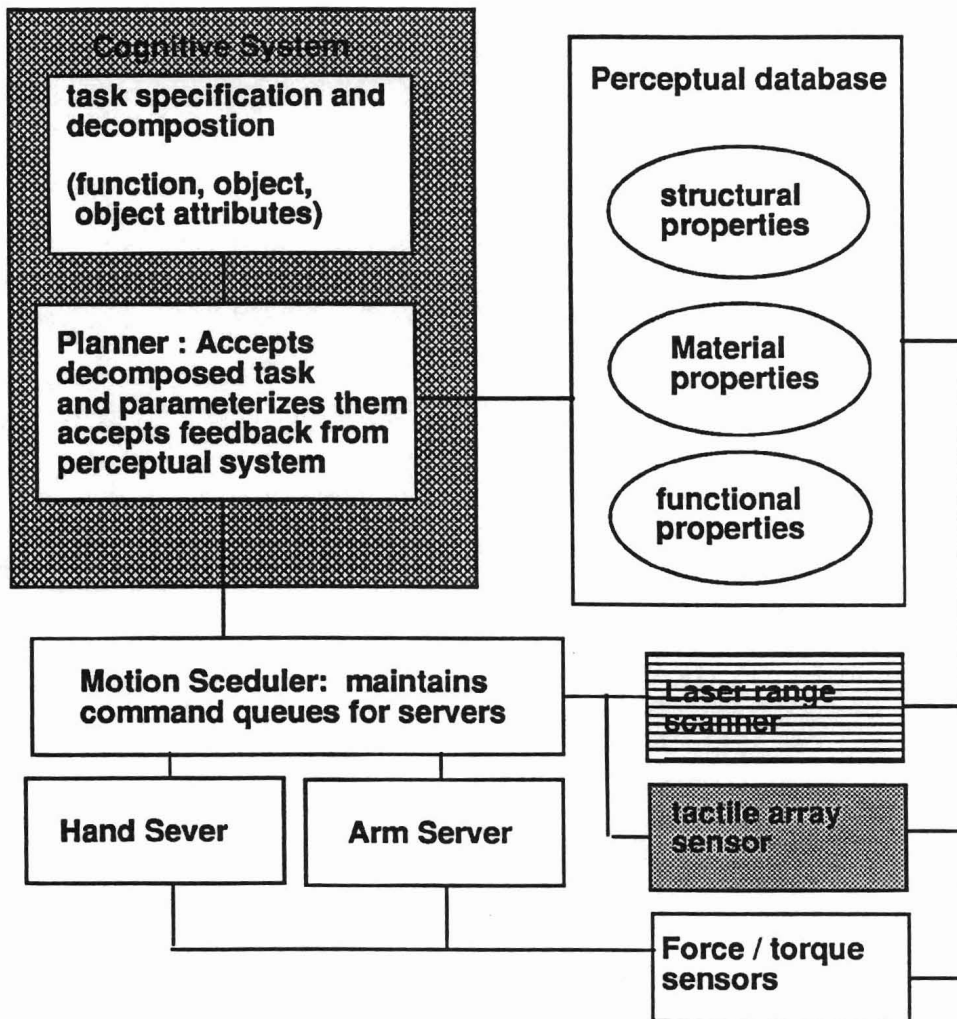 Cognitive System
task specification and
decompostion
(function, object,
object attributes)
Planner : Accepts
decomposed task
and parameterizes them
accepts feedback from
perceptual system
Perceptual database
structural
properties
Material
properties
functional
properties
Motion Sceduler: maintains
command queues for servers
Hand Sever
Arm Server
Laser range
scanner
tactile array
sensor
Force / torque
sensors